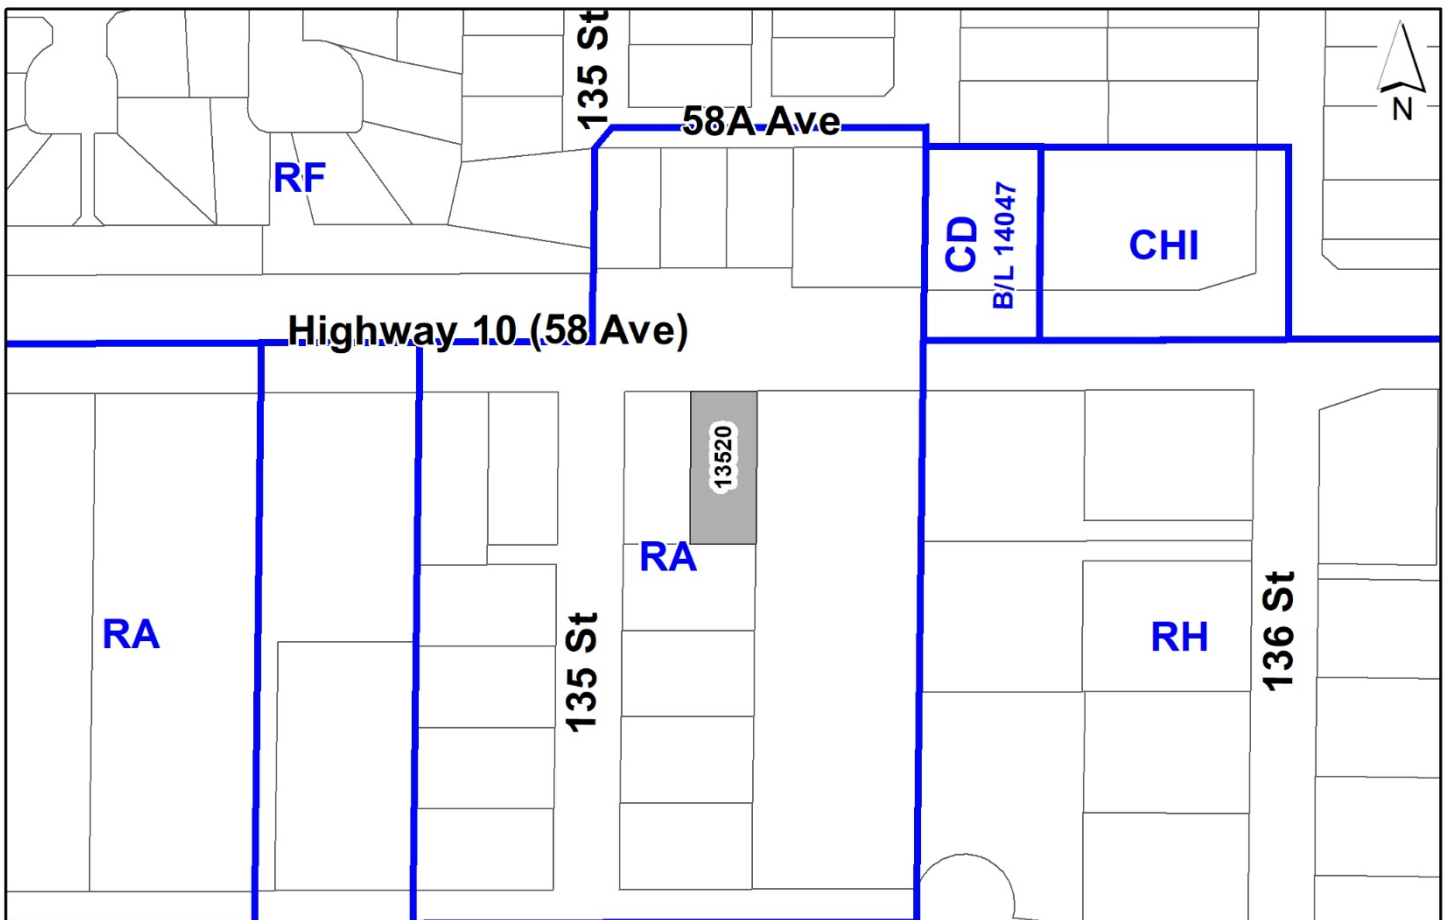 135 St
58A Ave
N
RF
CD
B/L 14047
CHI
Highway 10 (58 Ave)
13520
RA
RA
135 St
RH
136 St